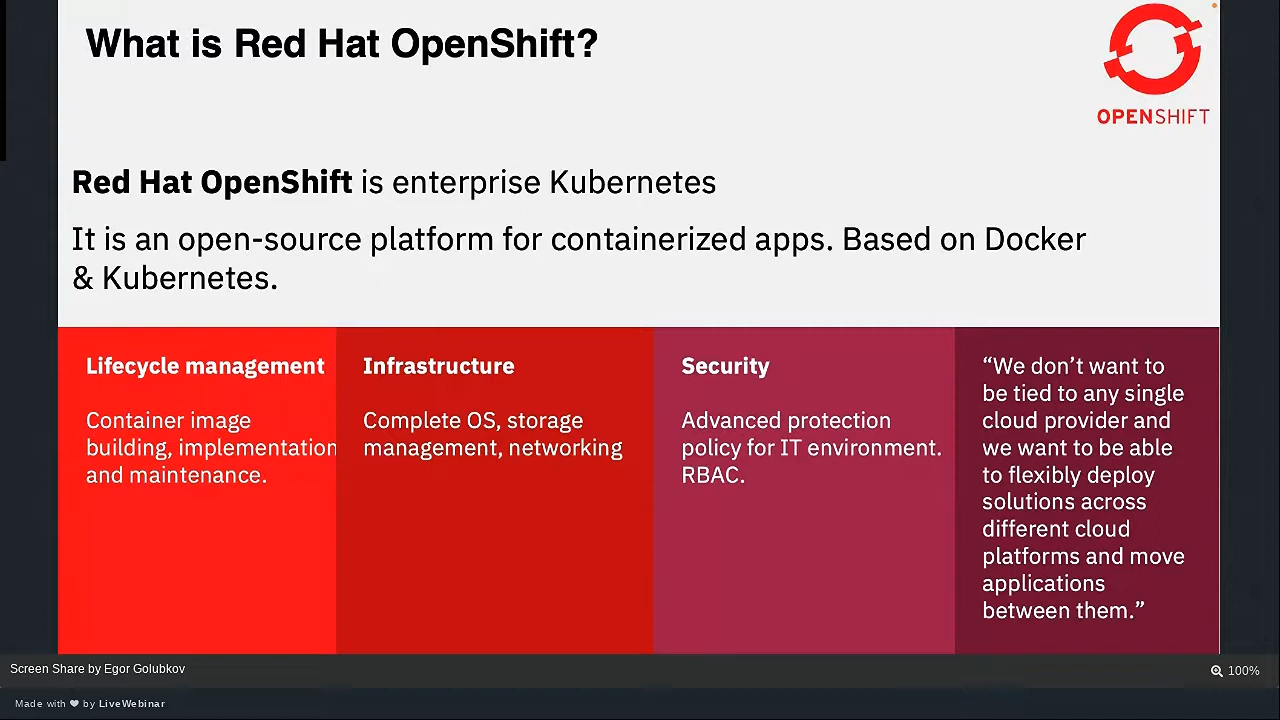 What is Red Hat OpenShift?
OPENSHIFT
Red Hat OpenShift is enterprise Kubernetes
It is an open-source platform for containerized apps. Based on Docker
& Kubernetes.
Lifecycle management
Container image
building, implementation
and maintenance.
Infrastructure
Complete OS, storage
management, networking
Security
Advanced protection
policy for IT environment.
RBAC.
“We don’t want to
be tied to any single
cloud provider and
we want to be able
to flexibly deploy
solutions across
different cloud
platforms and move
applications
between them.”
Screen Share by Egor Golubkov
100%
Made with ❤ by LiveWebinar